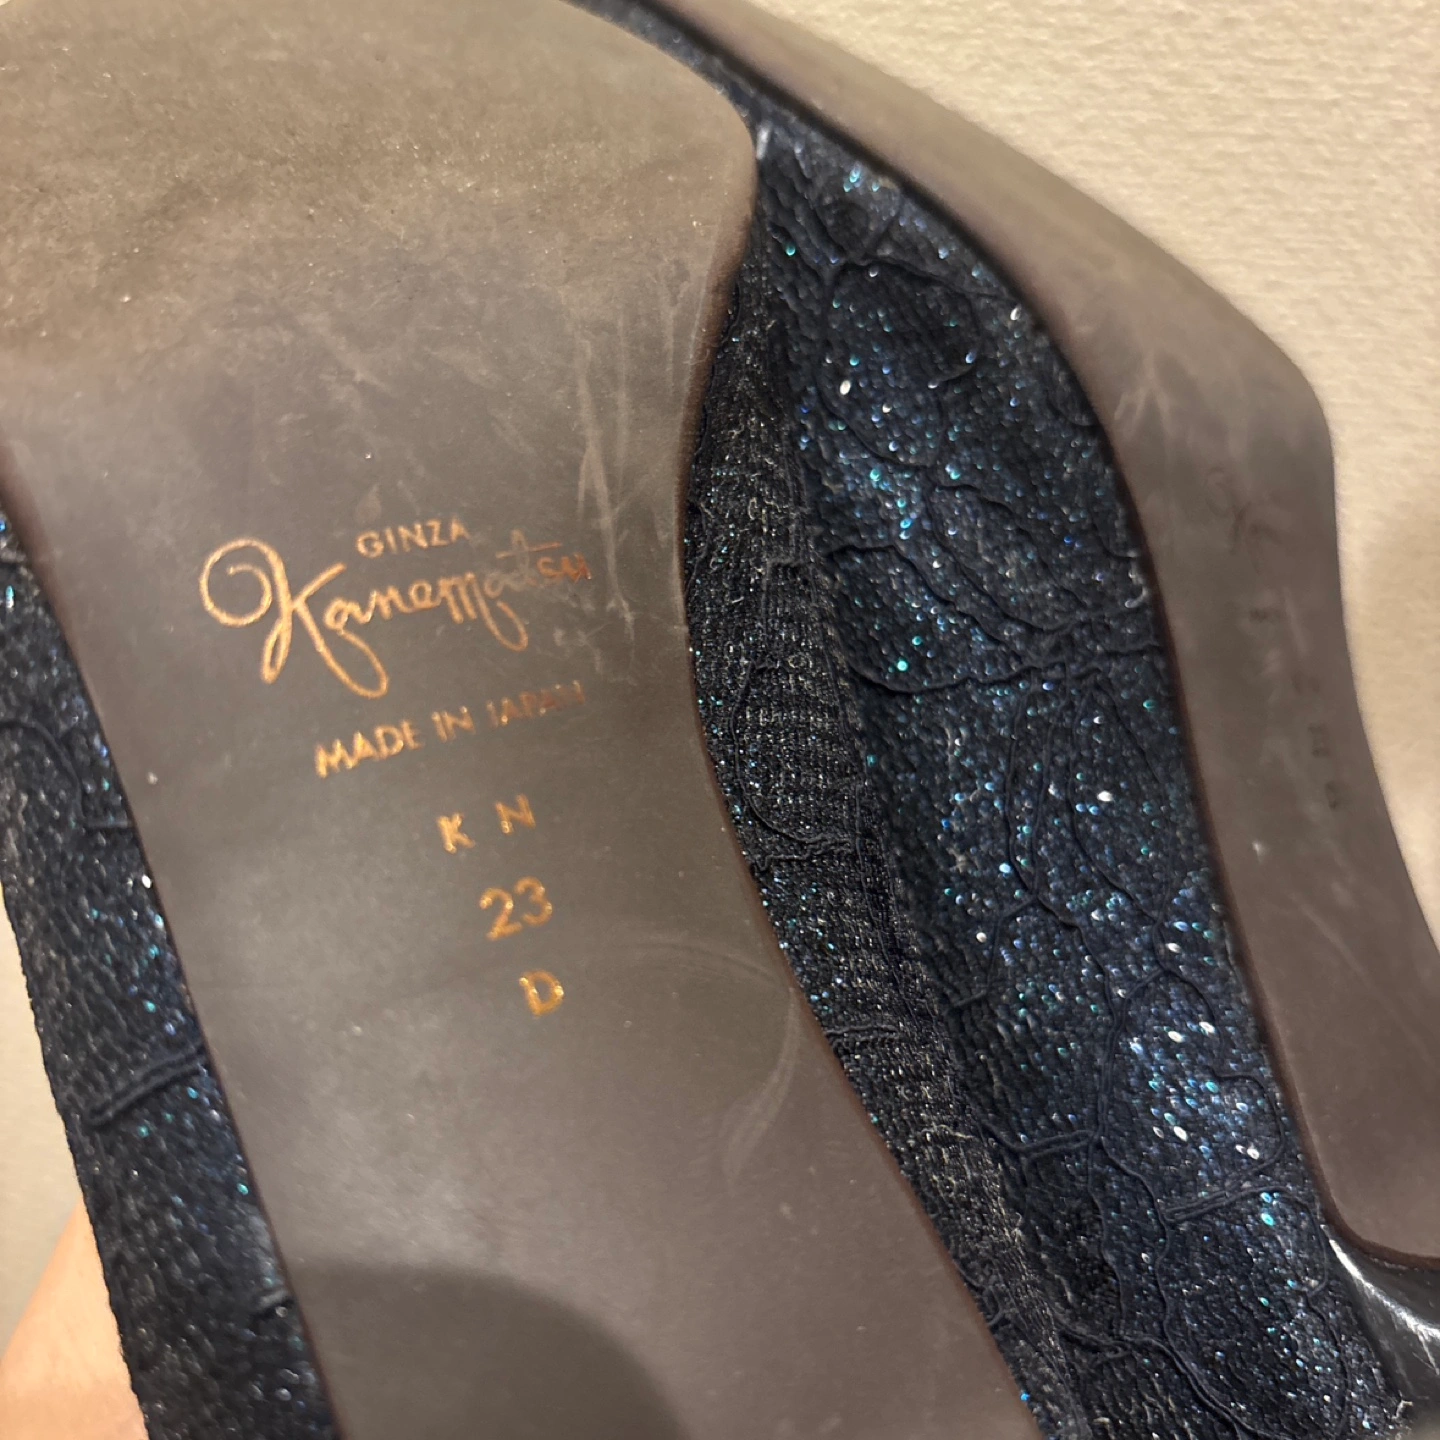 GINZA
Kanematsu
MADE IN JAPAN
K N
23
D